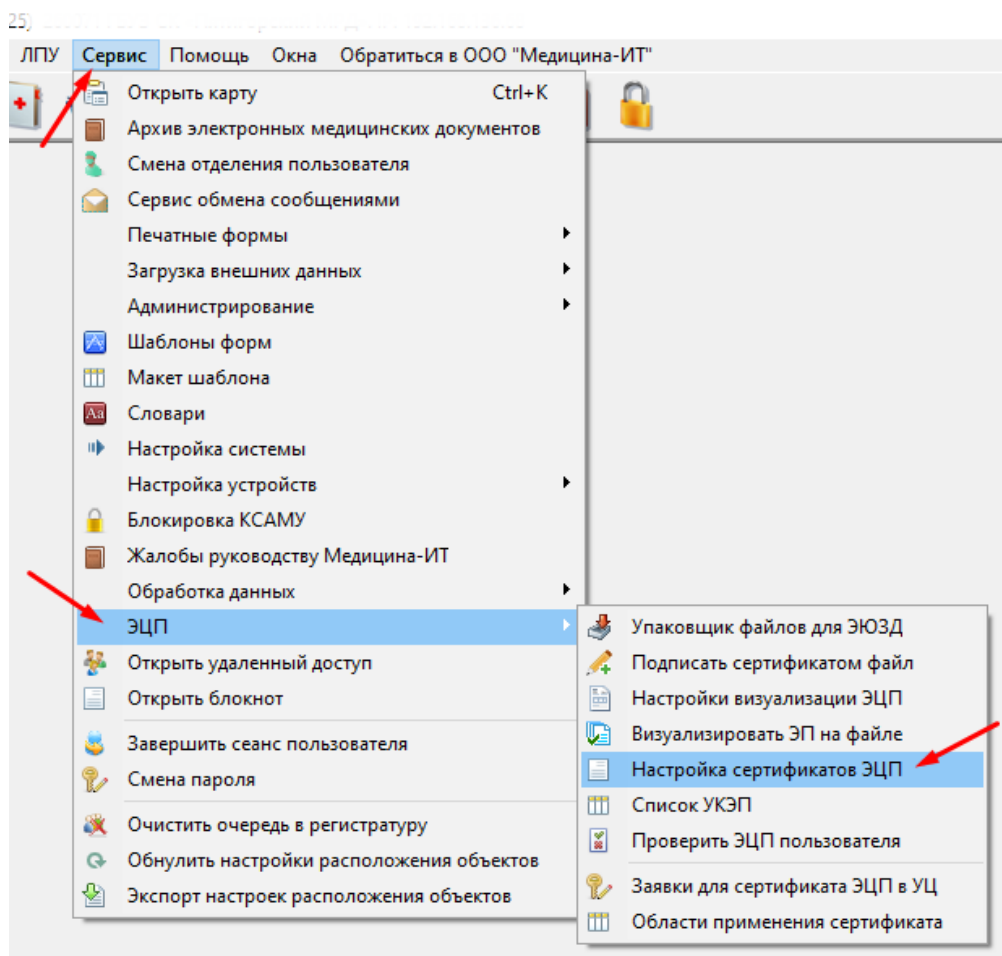 25)
ЛПУ Сервис Помощь Окна Обратиться в ООО "Медицина-ИТ"
Открыть карту Ctrl+K
Архив электронных медицинских документов
Смена отделения пользователя
Сервис обмена сообщениями
Печатные формы
Загрузка внешних данных
Администрирование
Шаблоны форм
Макет шаблона
Aa Словари
Настройка систeмы
Настройка устройств
Блокировка КСАМУ
Жалобы руководству Медицина-ИТ
Обработка данных
ЭЦП
Открыть удаленный доступ
Открыть блокнот
Завершить сеанс пользователя
Смена пароля
Очистить очередь в регистратуру
Обнулить настройки расположения объектов
Экспорт настроек расположения объектов
Упаковщик файлов для ЭЮЗД
Подписать сертификатом файл
Настройки визуализации ЭЦП
Визуализировать ЭП на файле
Настройка сертификатов ЭЦП
Список УКЭП
Проверить ЭЦП пользователя
Заявки для сертификата ЭЦП в УЦ
Области применения сертификата